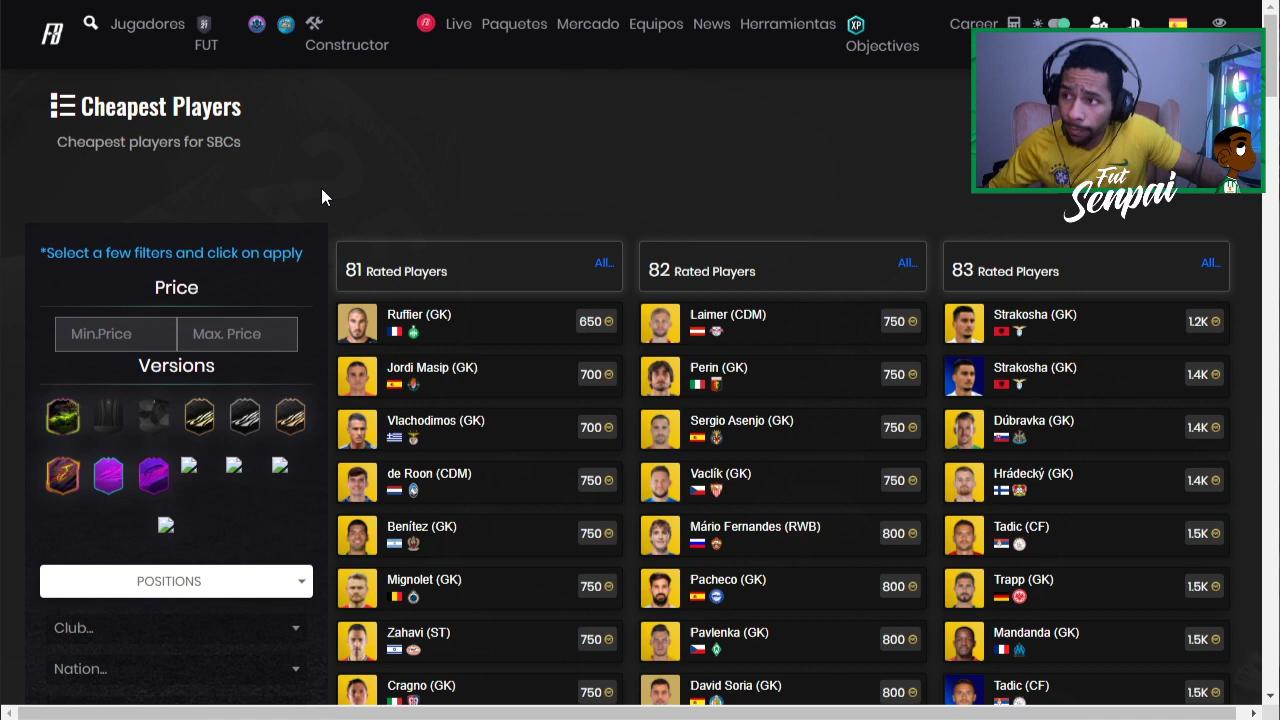 F8
Jugadores
FUT
Constructor
Live
Paquetes
Mercado
Equipos
News
Herramientas
XP
Objectives
Career
Cheapest Players
Cheapest players for SBCs
Fut
Senpai
*Select a few filters and click on apply
Price
Min.Price
Max. Price
Versions
POSITIONS
Club...
Nation...
81 Rated Players
All...
Ruffier (GK)
650
Jordi Masip (GK)
700
Vlachodimos (GK)
700
de Roon (CDM)
750
Benítez (GK)
750
Mignolet (GK)
750
Zahavi (ST)
750
Cragno (GK)
750
82 Rated Players
All...
Laimer (CDM)
750
Perin (GK)
750
Sergio Asenjo (GK)
750
Vaclík (GK)
750
Mário Fernandes (RWB)
800
Pacheco (GK)
800
Pavlenka (GK)
800
David Soria (GK)
800
83 Rated Players
All...
Strakosha (GK)
1.2K
Strakosha (GK)
1.4K
Dúbravka (GK)
1.4K
Hrádecký (GK)
1.4K
Tadic (CF)
1.5K
Trapp (GK)
1.5K
Mandanda (GK)
1.5K
Tadic (CF)
1.5K